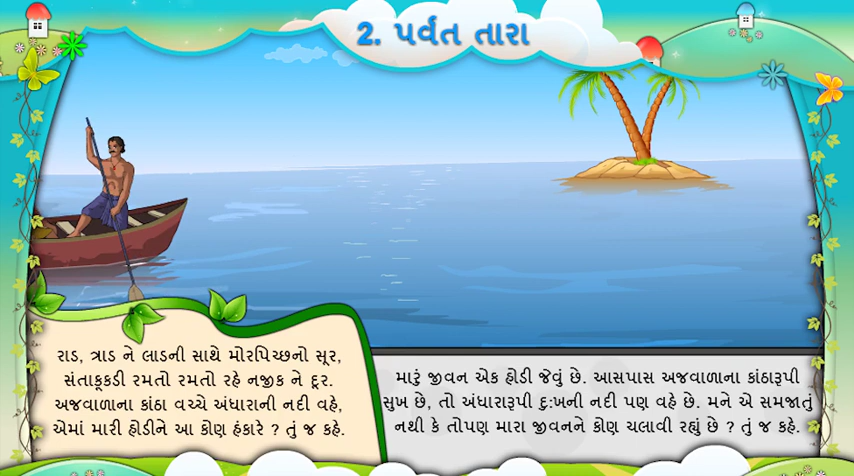 2. પર્વત તારા
રાડ, ત્રાડ ને લાડની સાથે મોરપિચ્છનો સૂર,
સંતાકૂકડી રમતો રમતો રહે નજીક ને દૂર.
અજવાળાના કાંઠા વચ્ચે અંધારાની નદી વહે,
એમાં મારી હોડીને આ કોણ હંકારે ? તું જ કહે.
મારું જીવન એક હોડી જેવું છે. આસપાસ અજવાળાના કાંઠારૂપી
સુખ છે, તો અંધારારૂપી દુ:ખની નદી પણ વહે છે. મને એ સમજાતું
નથી કે તોપણ મારા જીવનને કોણ ચલાવી રહ્યું છે ? તું જ કહે.